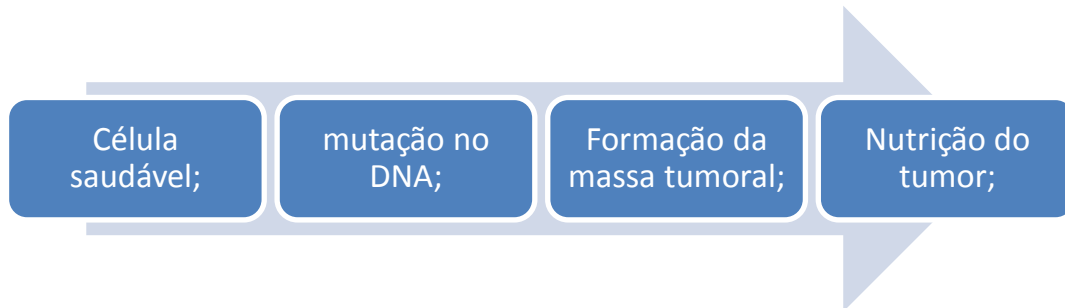 Célula
saudável;
mutação no
DNA;
Formação da
massa tumoral;
Nutrição do
tumor;